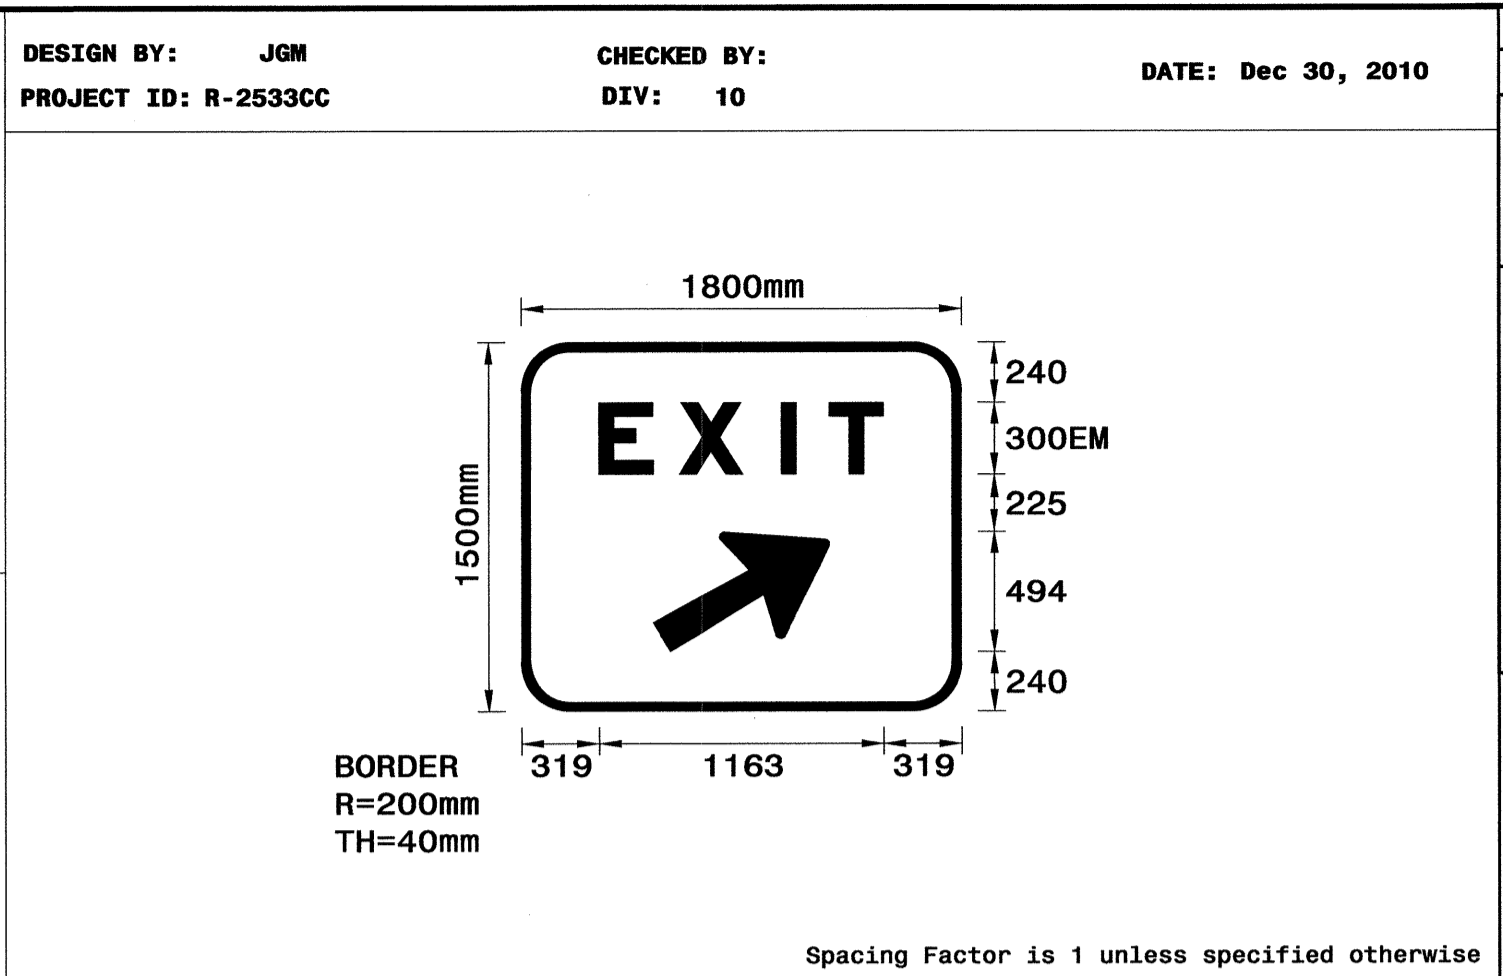 DESIGN BY: JGM
CHECKED BY:
DATE: Dec 30, 2010
PROJECT ID: R-2533CC
DIV: 10
1800mm
1500mm
EXIT
240
300EM
225
494
240
319
1163
319
BORDER
R=200mm
TH=40mm
Spacing Factor is 1 unless specified otherwise